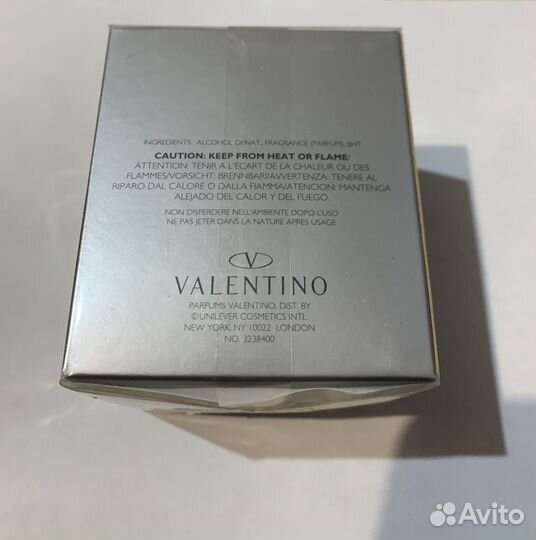 INGREDIENTS: ALCOHOL DENAT., FRAGRANCE (PARFUM), BHT
CAUTION: KEEP FROM HEAT OR FLAME/
ATTENTION: TENIR A L'ECART DE LA CHALEUR OU DES
FLAMMES/VORSICHT: BRENNBAR!/AVVERTENZA: TENERE AL
RIPARO DAL CALORE O DALLA FIAMMA/ATENCION: MANTENGA
ALEJADO DEL CALOR Y DEL FUEGO.
NON DISPERDERE NELL'AMBIENTE DOPO L'USO
NE PAS JETER DANS LA NATURE APRES USAGE
V
VALENTINO
PARFUMS VALENTINO, DIST. BY
©UNILEVER COSMETICS INTL.
NEW YORK, NY 10022 LONDON
NO. 3238400
Avito